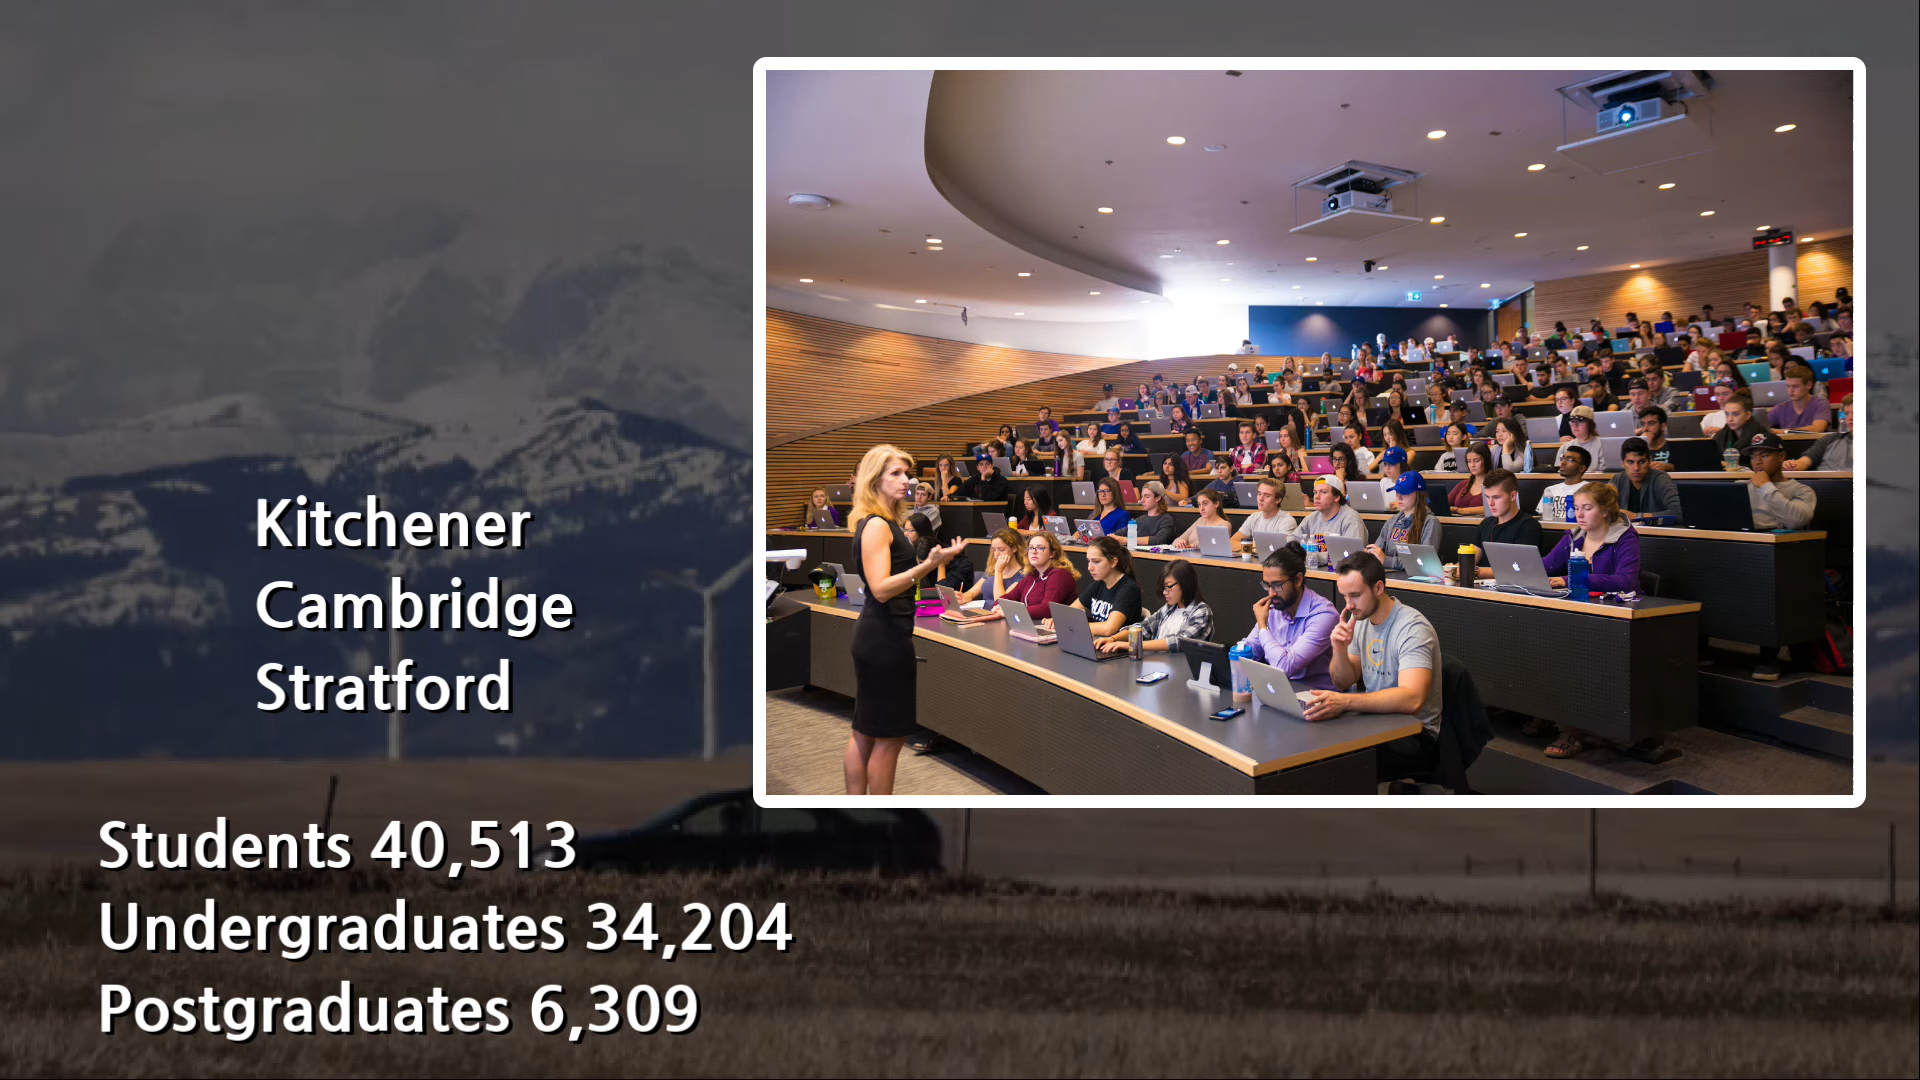 Kitchener
Cambridge
Stratford
Students 40,513
Undergraduates 34,204
Postgraduates 6,309